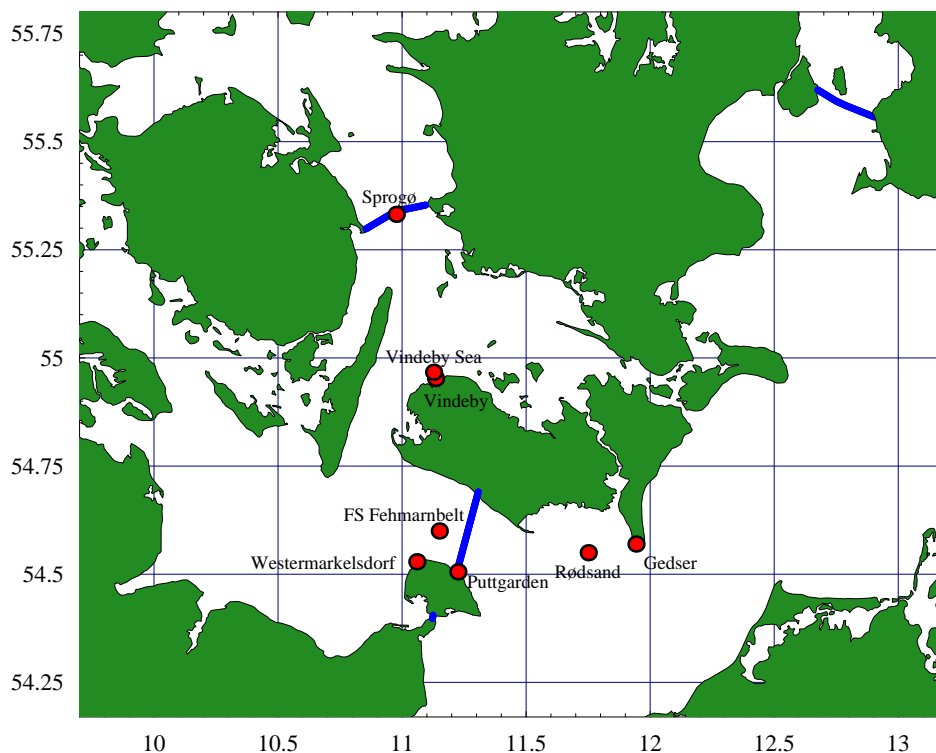 55.75
55.5
Sprogø
55.25
55
Vindeby Sea
Vindeby
54.75
FS Fehmarnbelt
Westermarkelsdorf
Puttgarden
Rødsand
Gedser
54.5
54.25
10
10.5
11
11.5
12
12.5
13